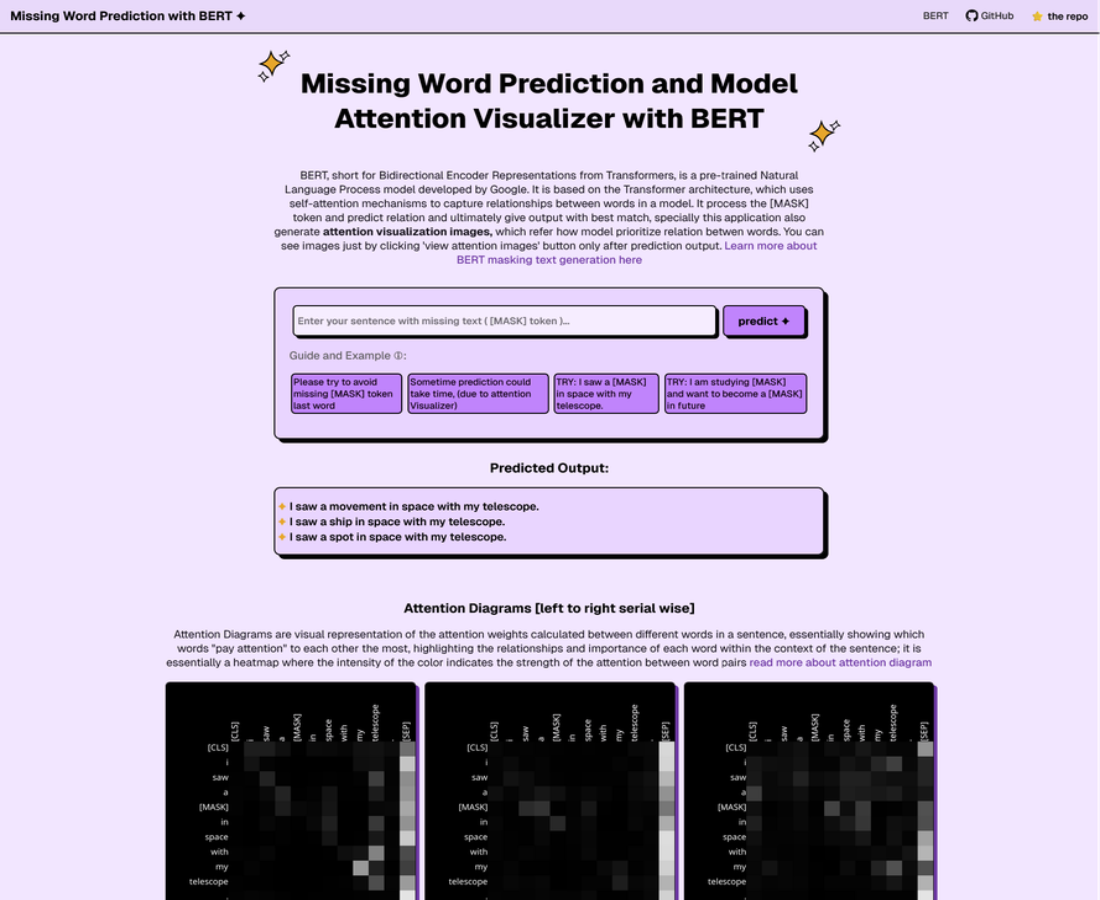 Missing Word Prediction with BERT ✦
BERT
GitHub
the repo
Missing Word Prediction and Model
Attention Visualizer with BERT
BERT, short for Bidirectional Encoder Representations from Transformers, is a pre-trained Natural
Language Process model developed by Google. It is based on the Transformer architecture, which uses
self-attention mechanisms to capture relationships between words in a model. It process the [MASK]
token and predict relation and ultimately give output with best match, specially this application also
generate attention visualization images, which refer how model prioritize relation betwen words. You can
see images just by clicking 'view attention images' button only after prediction output. Learn more about
BERT masking text generation here
Enter your sentence with missing text ( [MASK] token )...
predict ✦
Guide and Example ①:
Please try to avoid
missing [MASK] token
last word
Sometime prediction could
take time, (due to attention
Visualizer)
TRY: I saw a [MASK]
in space with my
telescope.
TRY: I am studying [MASK]
and want to become a [MASK]
in future
Predicted Output:
✦ I saw a movement in space with my telescope.
✦ I saw a ship in space with my telescope.
✦ I saw a spot in space with my telescope.
Attention Diagrams [left to right serial wise]
Attention Diagrams are visual representation of the attention weights calculated between different words in a sentence, essentially showing which
words "pay attention" to each other the most, highlighting the relationships and importance of each word within the context of the sentence; it is
essentially a heatmap where the intensity of the color indicates the strength of the attention between word pairs read more about attention diagram
[CLS] i saw a [MASK] in space with my telescope . [SEP]
[CLS]
i
saw
a
[MASK]
in
space
with
my
telescope
[CLS] i saw a [MASK] in space with my telescope . [SEP]
[CLS]
i
saw
a
[MASK]
in
space
with
my
telescope
[CLS] i saw a [MASK] in space with my telescope . [SEP]
[CLS]
i
saw
a
[MASK]
in
space
with
my
telescope